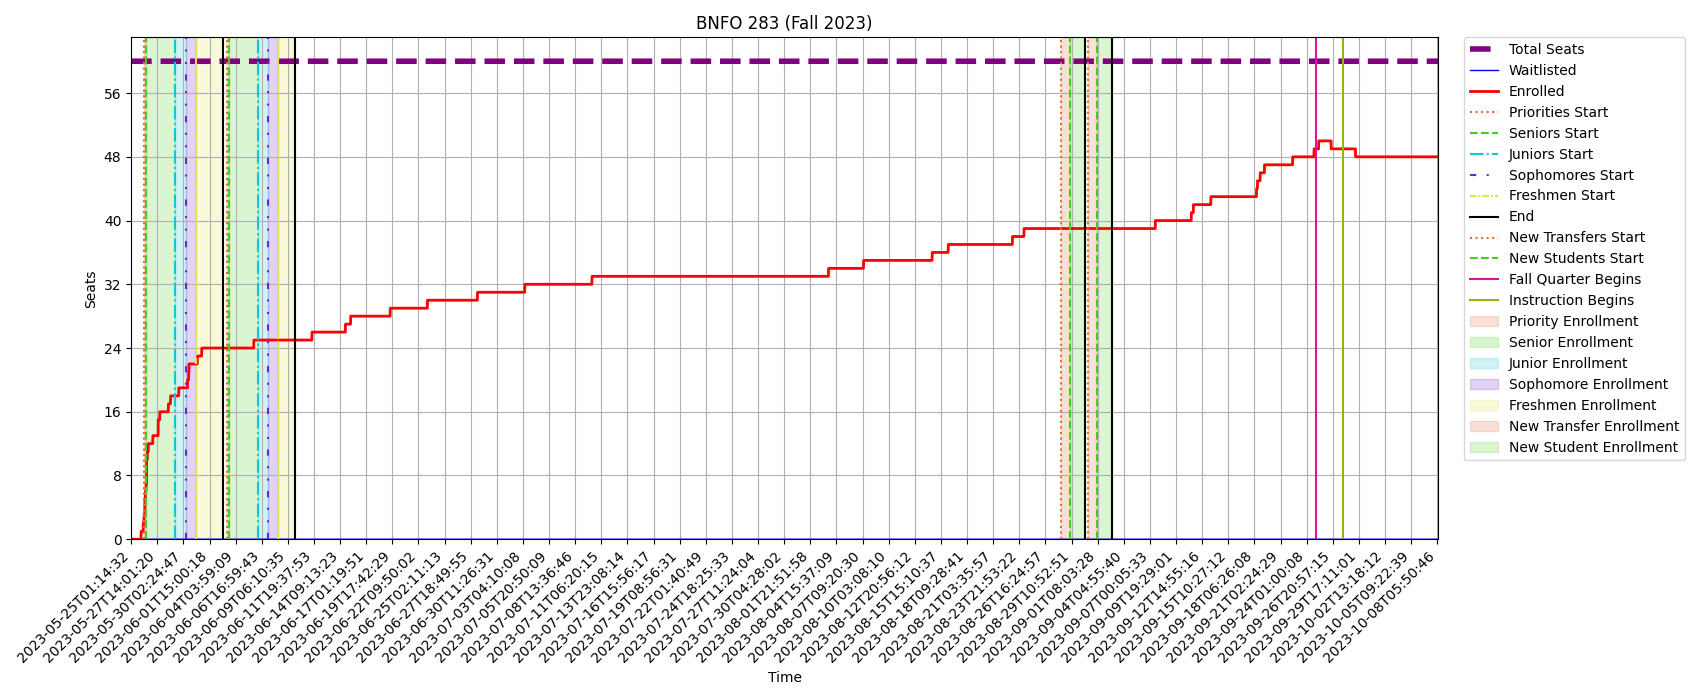 BNFO 283 (Fall 2023)
Seats
56
48
40
32
24
16
8
0
2023-05-25T01:14:32
2023-05-27T14:01:20
2023-05-30T02:24:47
2023-06-01T15:00:18
2023-06-04T03:59:09
2023-06-06T16:59:43
2023-06-09T06:10:35
2023-06-11T19:37:53
2023-06-14T09:13:23
2023-06-17T01:19:51
2023-06-19T17:42:29
2023-06-22T09:50:02
2023-06-25T02:11:13
2023-06-27T18:49:55
2023-06-30T11:26:31
2023-07-03T04:10:08
2023-07-05T20:50:09
2023-07-08T13:36:46
2023-07-11T06:20:15
2023-07-13T23:08:14
2023-07-16T15:56:17
2023-07-19T08:56:31
2023-07-22T01:40:49
2023-07-24T18:25:33
2023-07-27T11:24:04
2023-07-30T04:28:02
2023-08-01T21:51:58
2023-08-04T15:37:09
2023-08-07T09:20:30
2023-08-10T03:08:10
2023-08-12T20:56:12
2023-08-15T15:10:37
2023-08-18T09:28:41
2023-08-21T03:35:57
2023-08-23T21:53:22
2023-08-26T16:24:57
2023-08-29T10:52:51
2023-09-01T08:03:28
2023-09-04T04:55:40
2023-09-07T00:05:33
2023-09-09T19:29:01
2023-09-12T14:55:16
2023-09-15T10:27:12
2023-09-18T06:26:08
2023-09-21T02:24:29
2023-09-24T01:00:08
2023-09-26T20:57:15
2023-09-29T17:11:01
2023-10-02T13:18:12
2023-10-05T09:22:39
2023-10-08T05:50:46
Time
Total Seats
Waitlisted
Enrolled
Priorities Start
Seniors Start
Juniors Start
Sophomores Start
Freshmen Start
End
New Transfers Start
New Students Start
Fall Quarter Begins
Instruction Begins
Priority Enrollment
Senior Enrollment
Junior Enrollment
Sophomore Enrollment
Freshmen Enrollment
New Transfer Enrollment
New Student Enrollment